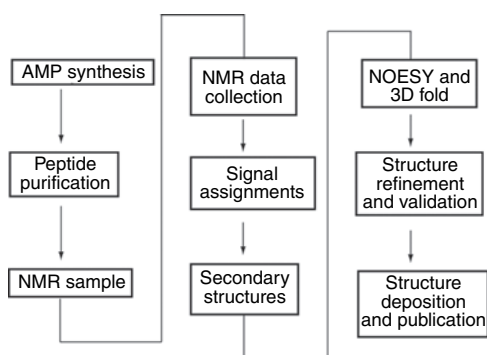 AMP synthesis
Peptide
purification
NMR sample
NMR data
collection
Signal
assignments
Secondary
structures
NOESY and
3D fold
Structure
refinement
and validation
Structure
deposition
and publication